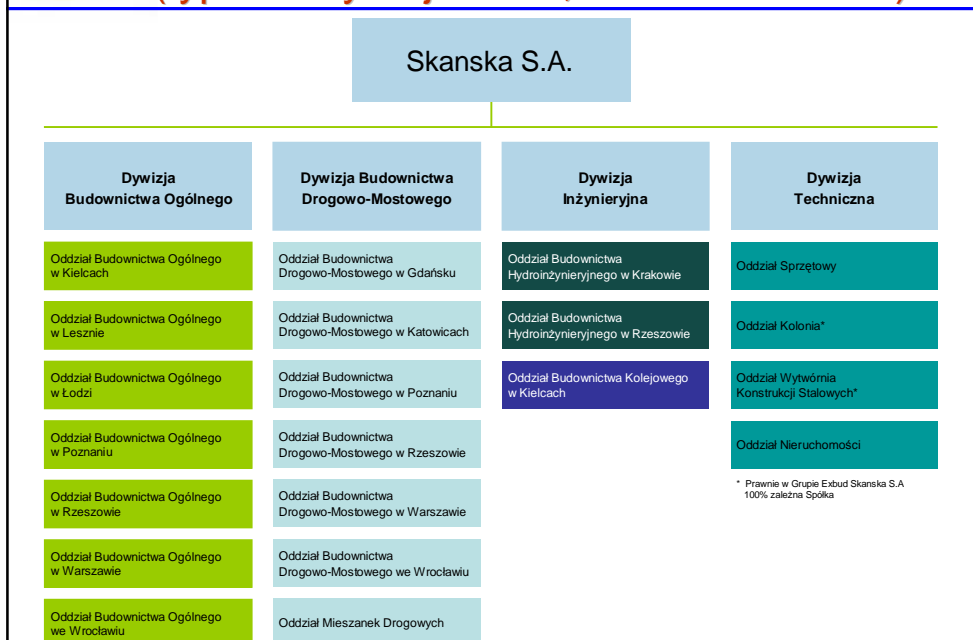 Skanska S.A.
Dywizja
Budownictwa Ogólnego
Oddział Budownictwa Ogólnego
w Kielcach
Oddział Budownictwa Ogólnego
w Lesznie
Oddział Budownictwa Ogólnego
w Łodzi
Oddział Budownictwa Ogólnego
w Poznaniu
Oddział Budownictwa Ogólnego
w Rzeszowie
Oddział Budownictwa Ogólnego
w Warszawie
Oddział Budownictwa Ogólnego
we Wrocławiu
Dywizja Budownictwa
Drogowo-Mostowego
Oddział Budownictwa
Drogowo-Mostowego w Gdańsku
Oddział Budownictwa
Drogowo-Mostowego w Katowicach
Oddział Budownictwa
Drogowo-Mostowego w Poznaniu
Oddział Budownictwa
Drogowo-Mostowego w Rzeszowie
Oddział Budownictwa
Drogowo-Mostowego w Warszawie
Oddział Budownictwa
Drogowo-Mostowego we Wrocławiu
Oddział Mieszanek Drogowych
Dywizja
Inżynieryjna
Oddział Budownictwa
Hydroinżynieryjnego w Krakowie
Oddział Budownictwa
Hydroinżynieryjnego w Rzeszowie
Oddział Budownictwa Kolejowego
w Kielcach
Dywizja
Techniczna
Oddział Sprzętowy
Oddział Kolonia*
Oddział Wytwórnia
Konstrukcji Stalowych*
Oddział Nieruchomości
* Prawnie w Grupie Exbud Skanska S.A
100% zależna Spółka